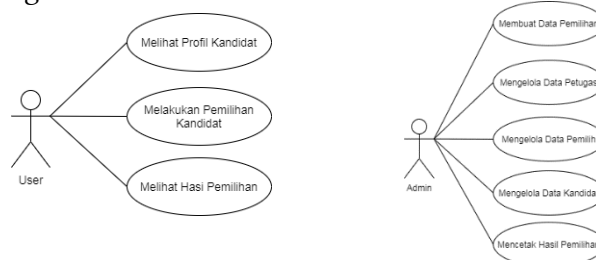 Melihat Profil Kandidat
Melakukan Pemilihan
Kandidat
Melihat Hasi Pemilihan
User
Membuat Data Pemilihan
Mengelola Data Petugas
Mengelola Data Pemilih
Mengelola Data Kandida
Mencetak Hasil Pemilihan
Admin